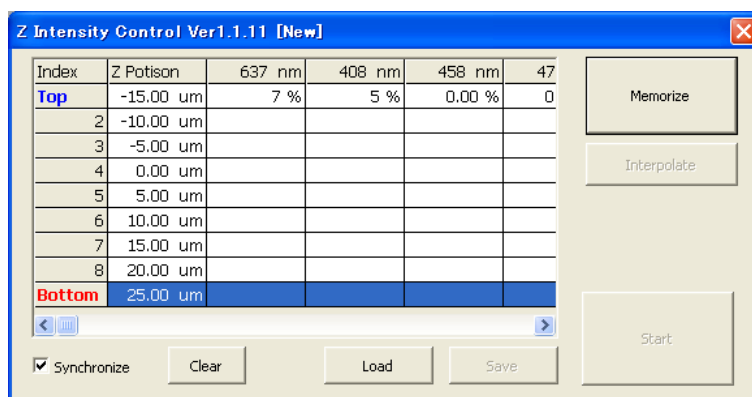 Z Intensity Control Ver1.1.11 [New]
Index Z Potison 637 nm 408 nm 458 nm 47
Top -15.00 um 7 % 5 % 0.00 % 0
2 -10.00 um
3 -5.00 um
4 0.00 um
5 5.00 um
6 10.00 um
7 15.00 um
8 20.00 um
Bottom 25.00 um
Memorize
Interpolate
Start
Synchronize Clear Load Save